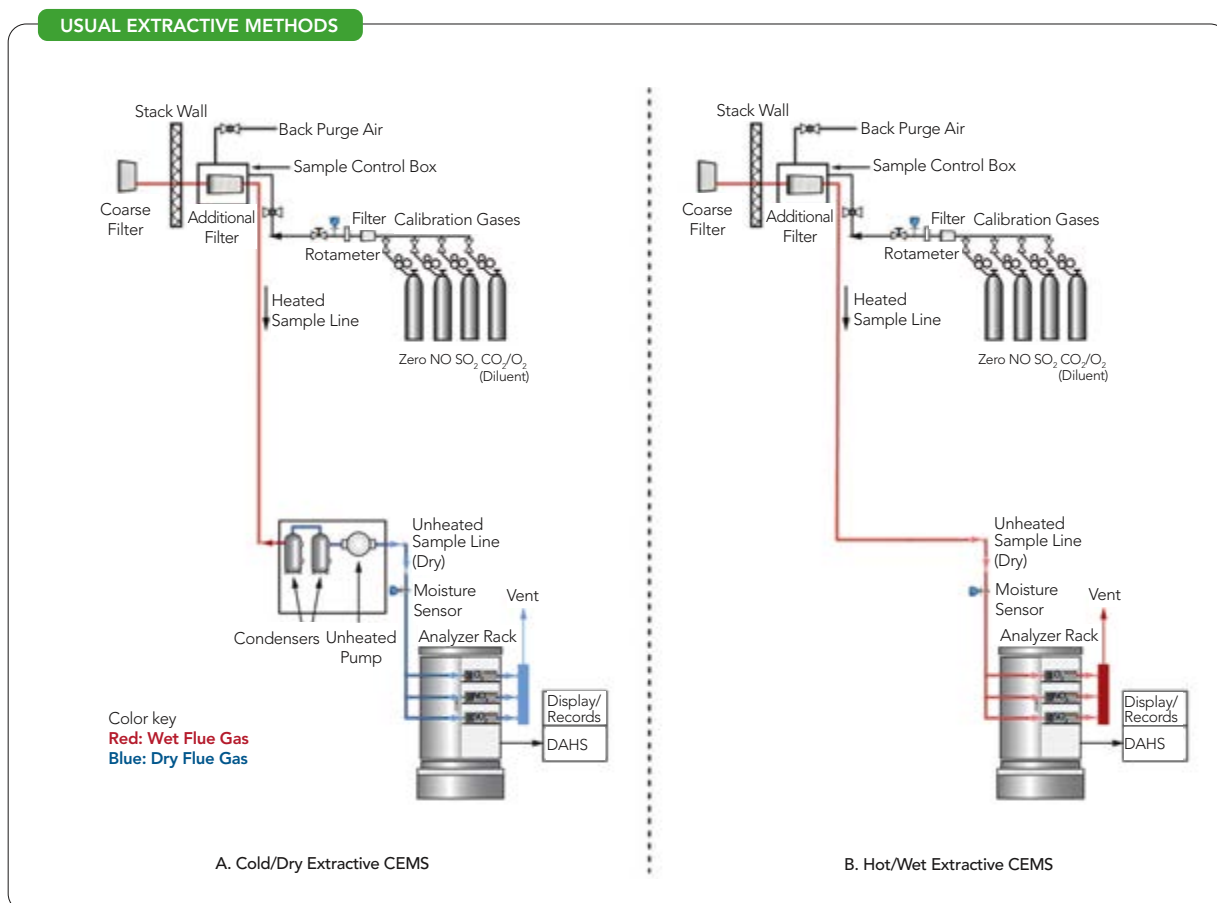 USUAL EXTRACTIVE METHODS
Stack Wall
Back Purge Air
Sample Control Box
Coarse
Filter
Additional
Filter
Filter
Calibration Gases
Rotameter
Heated
Sample Line
Zero NO SO₂ CO₂/O₂
(Diluent)
Unheated
Sample Line
(Dry)
Moisture
Sensor
Vent
Condensers
Unheated
Pump
Analyzer Rack
Display/
Records
DAHS
Color key
Red: Wet Flue Gas
Blue: Dry Flue Gas
A. Cold/Dry Extractive CEMS
Stack Wall
Back Purge Air
Sample Control Box
Coarse
Filter
Additional
Filter
Filter
Calibration Gases
Rotameter
Heated
Sample Line
Zero NO SO₂ CO₂/O₂
(Diluent)
Unheated
Sample Line
(Dry)
Moisture
Sensor
Vent
Analyzer Rack
Display/
Records
DAHS
B. Hot/Wet Extractive CEMS